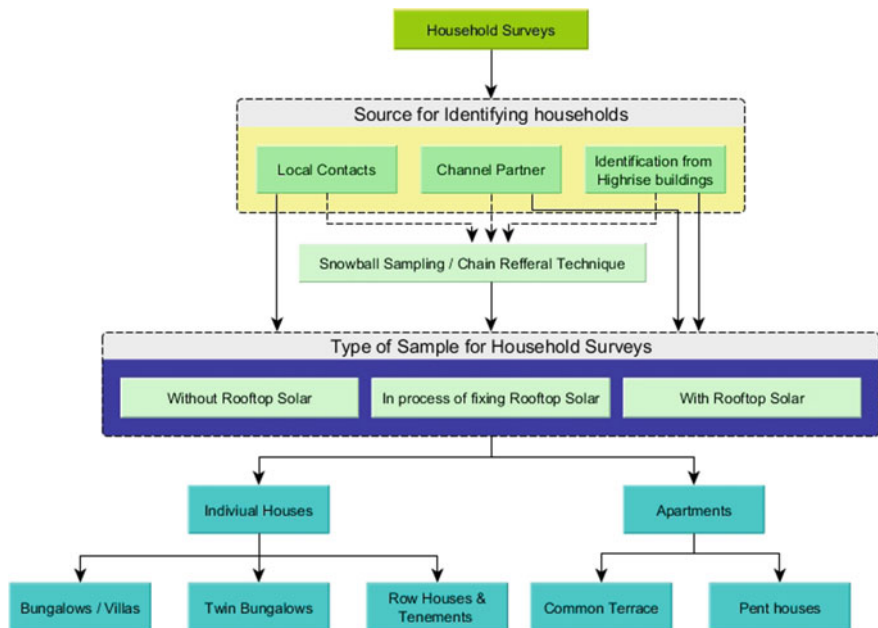 Household Surveys
Source for Identifying households
Local Contacts
Channel Partner
Identification from
Highrise buildings
Snowball Sampling / Chain Refferal Technique
Type of Sample for Household Surveys
Without Rooftop Solar
In process of fixing Rooftop Solar
With Rooftop Solar
Indiviual Houses
Apartments
Bungalows / Villas
Twin Bungalows
Row Houses &
Tenements
Common Terrace
Pent houses